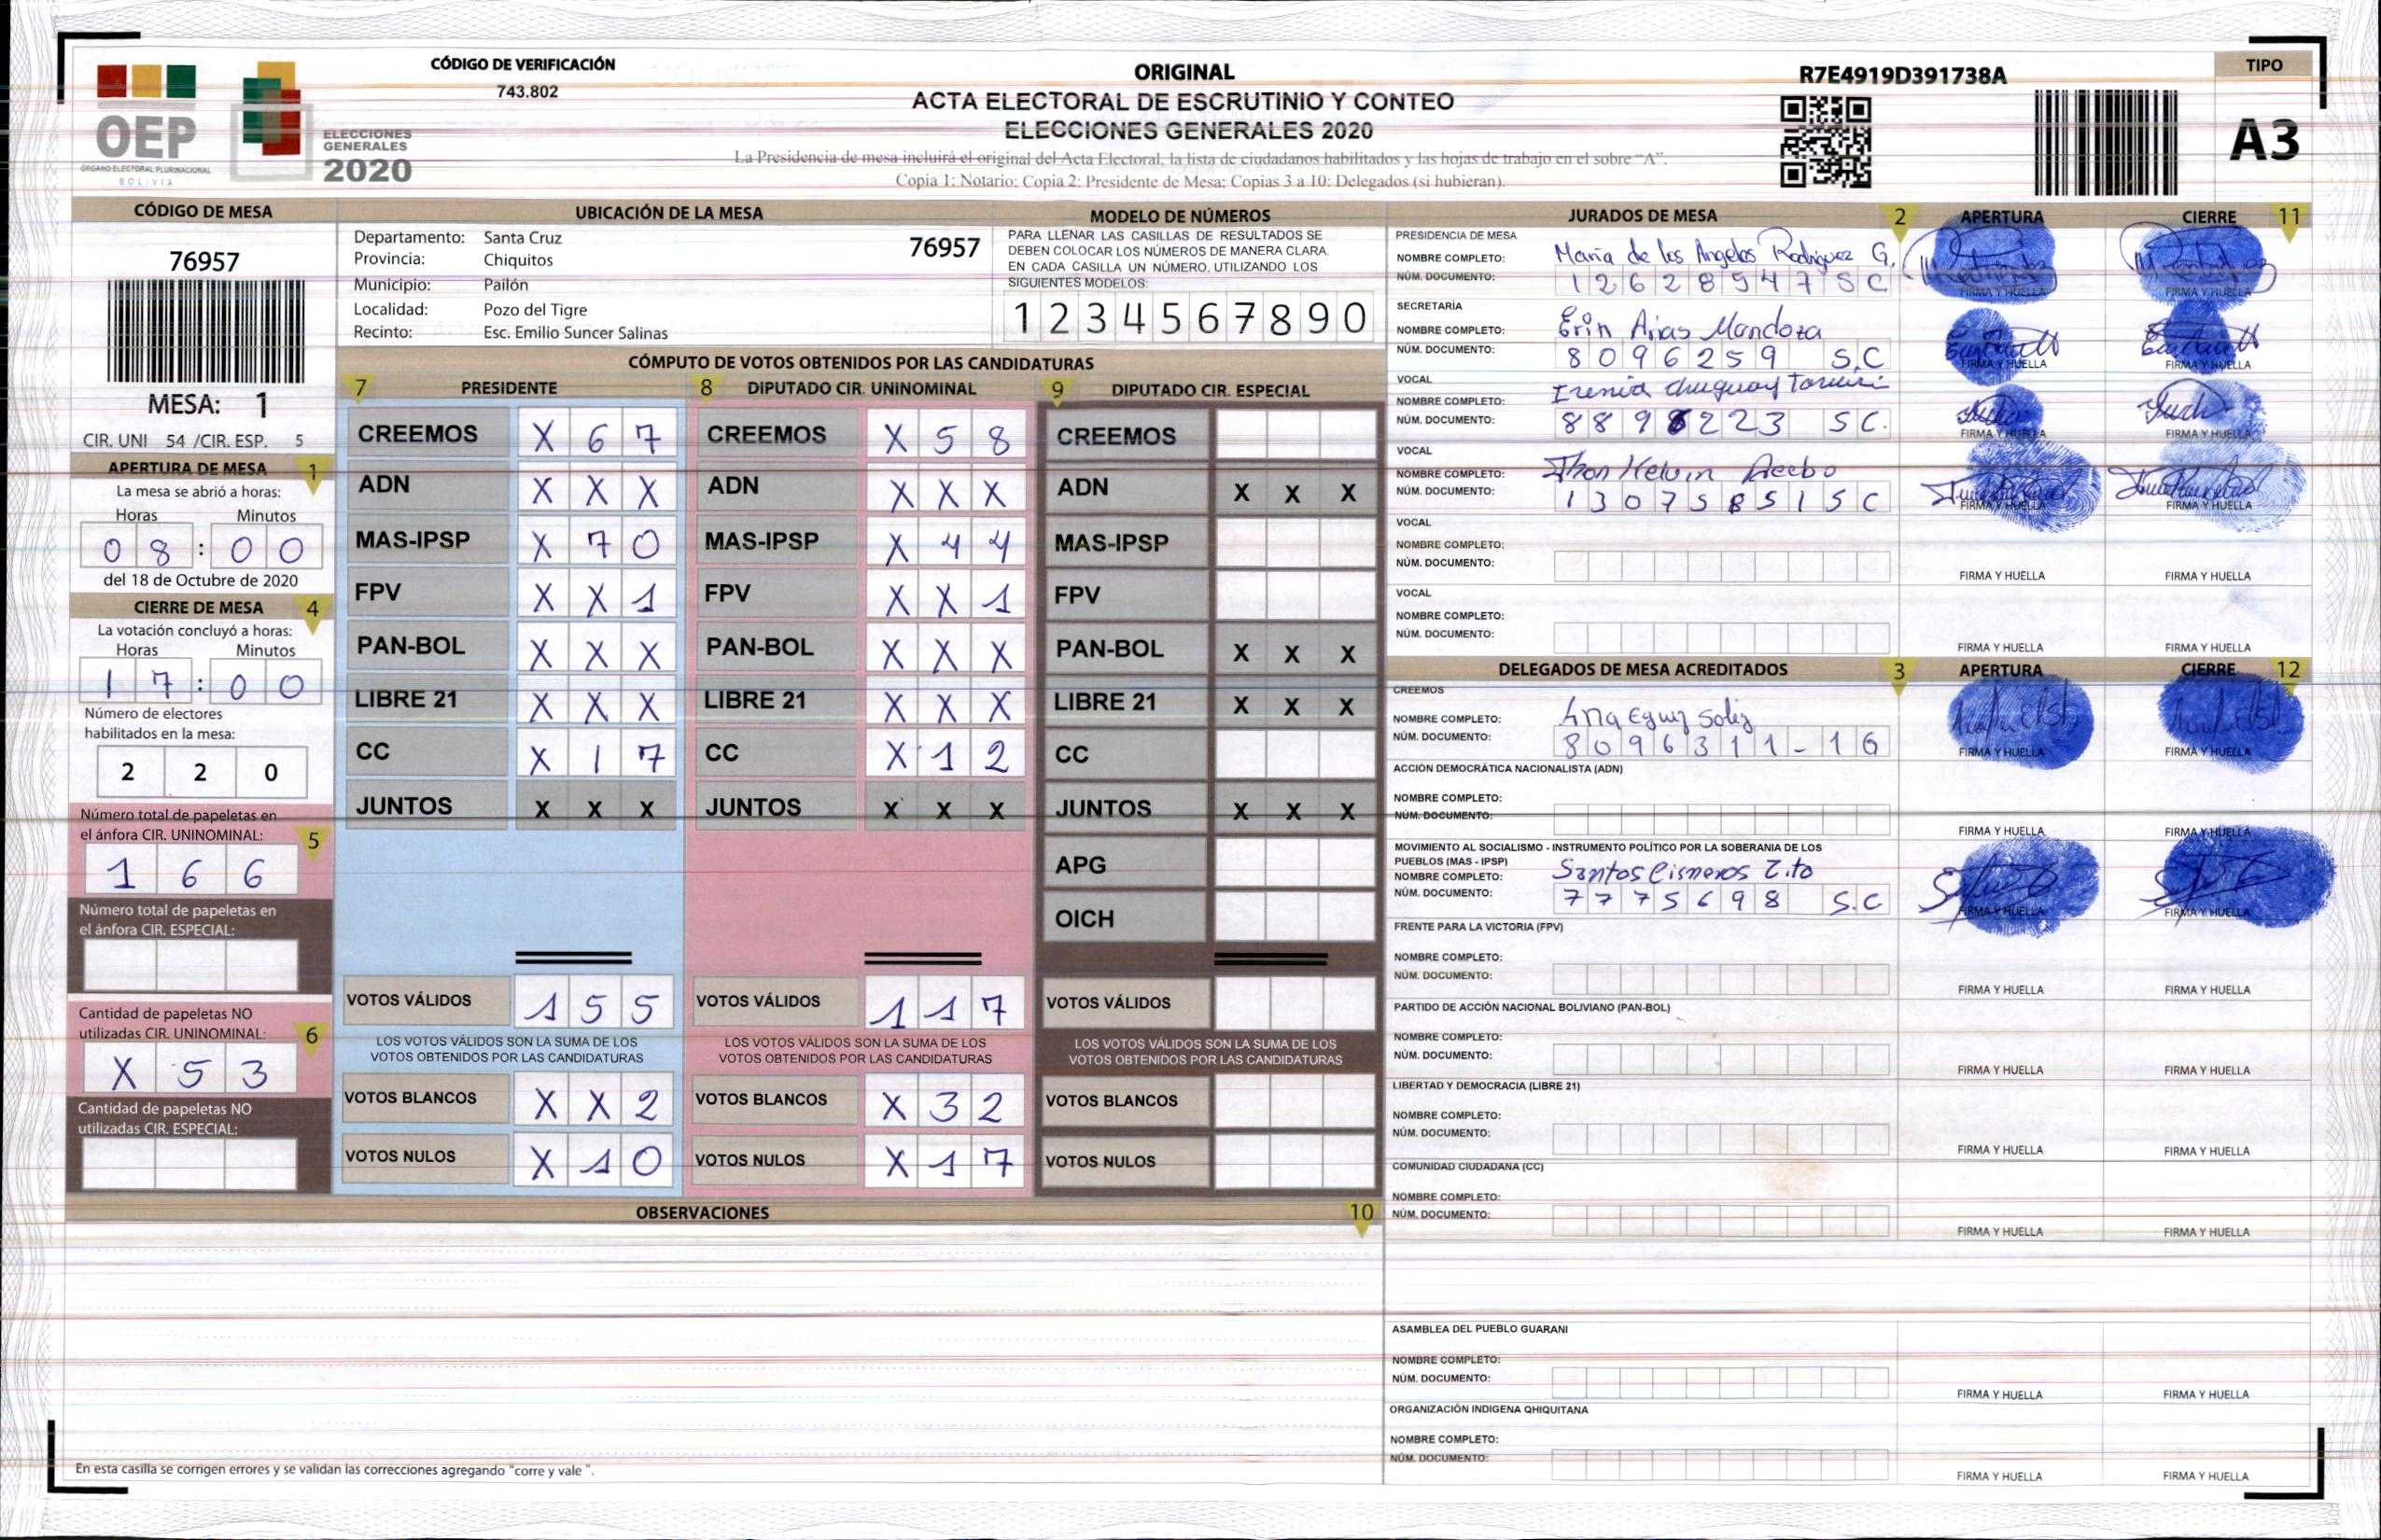 OEP
ÓRGANO ELECTORAL PLURINACIONAL
BOLIVIA
ELECCIONES
GENERALES
2020
CÓDIGO DE VERIFICACIÓN
743.802
ORIGINAL
ACTA ELECTORAL DE ESCRUTINIO Y CONTEO
ELECCIONES GENERALES 2020
La Presidencia de mesa incluirá el original del Acta Electoral, la lista de ciudadanos habilitados y las hojas de trabajo en el sobre "A".
Copia 1: Notario: Copia 2: Presidente de Mesa: Copias 3 a 10: Delegados (si hubieran).
R7E4919D391738A
TIPO
A3
CÓDIGO DE MESA
76957
MESA: 1
CIR. UNI 54 /CIR. ESP. 5
APERTURA DE MESA 1
La mesa se abrió a horas:
Horas Minutos
0 8 : 0 0
del 18 de Octubre de 2020
CIERRE DE MESA 4
La votación concluyó a horas:
Horas Minutos
1 7 : 0 0
Número de electores
habilitados en la mesa:
2 2 0
Número total de papeletas en
el ánfora CIR. UNINOMINAL: 5
1 6 6
Número total de papeletas en
el ánfora CIR. ESPECIAL:
Cantidad de papeletas NO
utilizadas CIR. UNINOMINAL: 6
X 5 3
Cantidad de papeletas NO
utilizadas CIR. ESPECIAL:
UBICACIÓN DE LA MESA
Departamento: Santa Cruz 76957
Provincia: Chiquitos
Municipio: Pailón
Localidad: Pozo del Tigre
Recinto: Esc. Emilio Suncer Salinas
MODELO DE NÚMEROS
PARA LLENAR LAS CASILLAS DE RESULTADOS SE
DEBEN COLOCAR LOS NÚMEROS DE MANERA CLARA.
EN CADA CASILLA UN NÚMERO, UTILIZANDO LOS
SIGUIENTES MODELOS:
1 2 3 4 5 6 7 8 9 0
CÓMPUTO DE VOTOS OBTENIDOS POR LAS CANDIDATURAS
7 PRESIDENTE
CREEMOS X 6 7
ADN X X X
MAS-IPSP X 7 0
FPV X X 1
PAN-BOL X X X
LIBRE 21 X X X
CC X 1 7
JUNTOS X X X
VOTOS VÁLIDOS 1 5 5
LOS VOTOS VÁLIDOS SON LA SUMA DE LOS
VOTOS OBTENIDOS POR LAS CANDIDATURAS
VOTOS BLANCOS X X 2
VOTOS NULOS X 1 0
8 DIPUTADO CIR. UNINOMINAL
CREEMOS X 5 8
ADN X X X
MAS-IPSP X 4 4
FPV X X 1
PAN-BOL X X X
LIBRE 21 X X X
CC X 1 2
JUNTOS X X X
VOTOS VÁLIDOS 1 1 7
LOS VOTOS VÁLIDOS SON LA SUMA DE LOS
VOTOS OBTENIDOS POR LAS CANDIDATURAS
VOTOS BLANCOS X 3 2
VOTOS NULOS X 1 7
9 DIPUTADO CIR. ESPECIAL
CREEMOS
ADN X X X
MAS-IPSP
FPV
PAN-BOL X X X
LIBRE 21 X X X
CC
JUNTOS X X X
APG
OICH
VOTOS VÁLIDOS
LOS VOTOS VÁLIDOS SON LA SUMA DE LOS
VOTOS OBTENIDOS POR LAS CANDIDATURAS
VOTOS BLANCOS
VOTOS NULOS
OBSERVACIONES 10
En esta casilla se corrigen errores y se validan las correcciones agregando "corre y vale ".
JURADOS DE MESA 2 APERTURA CIERRE 11
PRESIDENCIA DE MESA
NOMBRE COMPLETO: Maria de los Angeles Rodriguez G.
NÚM. DOCUMENTO: 1 2 6 2 8 9 4 7 S C
FIRMA Y HUELLA FIRMA Y HUELLA
SECRETARÍA
NOMBRE COMPLETO: Erin Arias Mendoza
NÚM. DOCUMENTO: 8 0 9 6 2 5 9 S.C
FIRMA Y HUELLA FIRMA Y HUELLA
VOCAL
NOMBRE COMPLETO: Irenia
NÚM. DOCUMENTO: 8 8 9 8 2 2 3 S C.
FIRMA Y HUELLA FIRMA Y HUELLA
VOCAL
NOMBRE COMPLETO: Jhon Kelvin
NÚM. DOCUMENTO: 1 3 0 7 5 8 5 1 S C
FIRMA Y HUELLA FIRMA Y HUELLA
VOCAL
NOMBRE COMPLETO:
NÚM. DOCUMENTO:
FIRMA Y HUELLA FIRMA Y HUELLA
VOCAL
NOMBRE COMPLETO:
NÚM. DOCUMENTO:
FIRMA Y HUELLA FIRMA Y HUELLA
DELEGADOS DE MESA ACREDITADOS 3 APERTURA CIERRE 12
CREEMOS
NOMBRE COMPLETO: Ana Eguez Soliz
NÚM. DOCUMENTO: 8 0 9 6 3 1 1 - 1G
FIRMA Y HUELLA FIRMA Y HUELLA
ACCIÓN DEMOCRÁTICA NACIONALISTA (ADN)
NOMBRE COMPLETO:
NÚM. DOCUMENTO:
FIRMA Y HUELLA FIRMA Y HUELLA
MOVIMIENTO AL SOCIALISMO - INSTRUMENTO POLÍTICO POR LA SOBERANIA DE LOS
PUEBLOS (MAS - IPSP)
NOMBRE COMPLETO: Santos Cisneros Zito
NÚM. DOCUMENTO: 7 7 7 5 6 9 8 S.C
FIRMA Y HUELLA FIRMA Y HUELLA
FRENTE PARA LA VICTORIA (FPV)
NOMBRE COMPLETO:
NÚM. DOCUMENTO:
FIRMA Y HUELLA FIRMA Y HUELLA
PARTIDO DE ACCIÓN NACIONAL BOLIVIANO (PAN-BOL)
NOMBRE COMPLETO:
NÚM. DOCUMENTO:
FIRMA Y HUELLA FIRMA Y HUELLA
LIBERTAD Y DEMOCRACIA (LIBRE 21)
NOMBRE COMPLETO:
NÚM. DOCUMENTO:
FIRMA Y HUELLA FIRMA Y HUELLA
COMUNIDAD CIUDADANA (CC)
NOMBRE COMPLETO:
NÚM. DOCUMENTO:
FIRMA Y HUELLA FIRMA Y HUELLA
ASAMBLEA DEL PUEBLO GUARANI
NOMBRE COMPLETO:
NÚM. DOCUMENTO:
FIRMA Y HUELLA FIRMA Y HUELLA
ORGANIZACIÓN INDIGENA QHIQUITANA
NOMBRE COMPLETO:
NÚM. DOCUMENTO:
FIRMA Y HUELLA FIRMA Y HUELLA